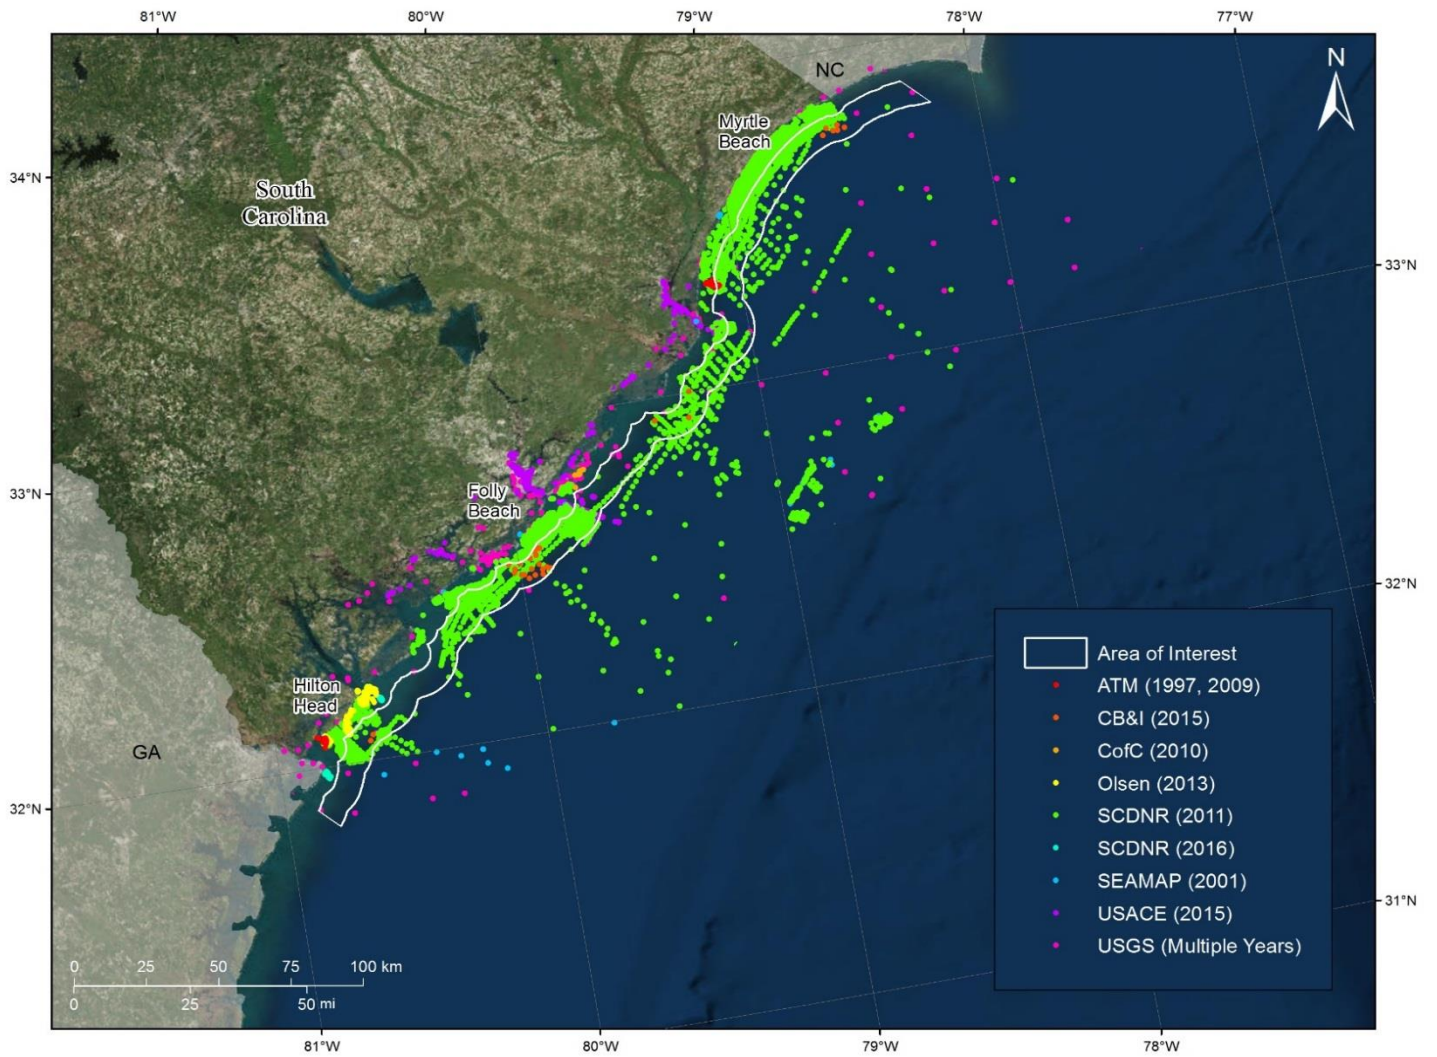 81°W 80°W 79°W 78°W 77°W
N
NC
Myrtle
Beach
34°N
South
Carolina
33°N
33°N
Folly
Beach
32°N
Hilton
Head
GA
32°N
31°N
Area of Interest
ATM (1997, 2009)
CB&I (2015)
CofC (2010)
Olsen (2013)
SCDNR (2011)
SCDNR (2016)
SEAMAP (2001)
USACE (2015)
USGS (Multiple Years)
0 25 50 75 100 km
0 25 50 mi
81°W 80°W 79°W 78°W